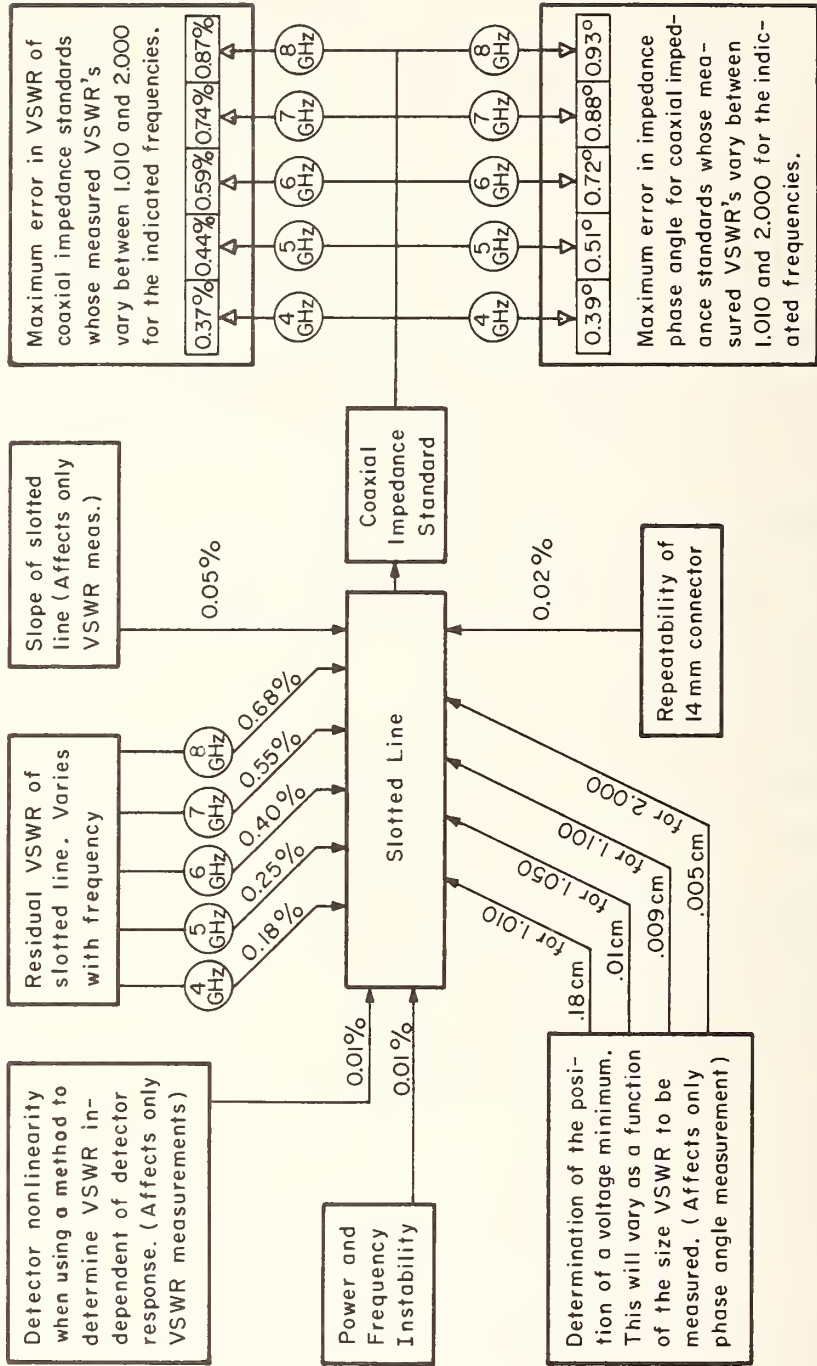 Detector nonlinearity
when using a method to
determine VSWR in-
dependent of detector
response. (Affects only
VSWR measurements)
Residual VSWR of
slotted line. Varies
with frequency
Slope of slotted
line (Affects only
VSWR meas.)
Maximum error in VSWR of
coaxial impedance standards
whose measured VSWR's
vary between 1.010 and 2.000
for the indicated frequencies.
0.37% 0.44% 0.59% 0.74% 0.87%
4 GHz
5 GHz
6 GHz
7 GHz
8 GHz
0.18%
0.25%
0.40%
0.55%
0.68%
0.05%
4 GHz
5 GHz
6 GHz
7 GHz
8 GHz
0.01%
0.01%
Power and
Frequency
Instability
Slotted Line
Coaxial
Impedance
Standard
for 1.010
for 1.050
for 1.100
for 2.000
.18 cm
.01 cm
.009 cm
.005 cm
0.02%
4 GHz
5 GHz
6 GHz
7 GHz
8 GHz
Determination of the posi-
tion of a voltage minimum.
This will vary as a function
of the size VSWR to be
measured. (Affects only
phase angle measurement)
Repeatability of
14 mm connector
0.39° 0.51° 0.72° 0.88° 0.93°
Maximum error in impedance
phase angle for coaxial imped-
ance standards whose mea-
sured VSWR's vary between
1.010 and 2.000 for the indic-
ated frequencies.